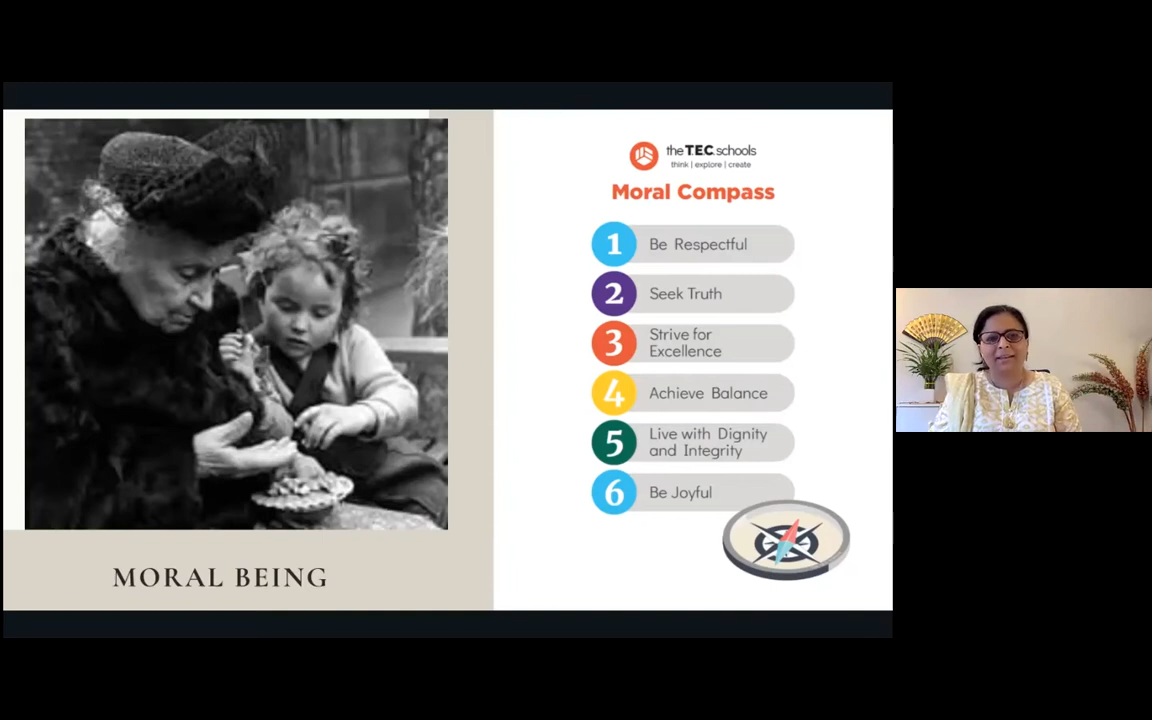 MORAL BEING
the TEC schools
think | explore | create
Moral Compass
1 Be Respectful
2 Seek Truth
3 Strive for
Excellence
4 Achieve Balance
5 Live with Dignity
and Integrity
6 Be Joyful